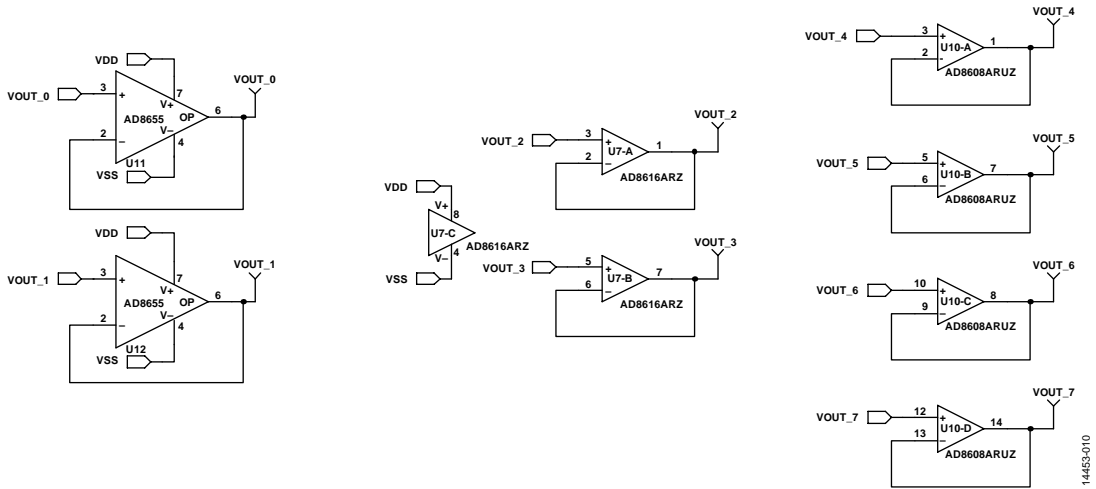 VDD
VOUT_0
3
+
7
V+
AD8655
OP
6
VOUT_0
V–
2
–
4
U11
VSS
VDD
VOUT_1
3
+
7
V+
AD8655
OP
6
VOUT_1
V–
2
–
4
U12
VSS
VDD
V+
8
U7-C
AD8616ARZ
V–
4
VSS
VOUT_2
3
+
U7-A
1
VOUT_2
2
–
AD8616ARZ
VOUT_3
5
+
U7-B
7
VOUT_3
6
–
AD8616ARZ
VOUT_4
3
+
U10-A
1
VOUT_4
2
-
AD8608ARUZ
VOUT_5
5
+
U10-B
7
VOUT_5
6
–
AD8608ARUZ
VOUT_6
10
+
U10-C
8
VOUT_6
9
–
AD8608ARUZ
VOUT_7
12
+
U10-D
14
VOUT_7
13
–
AD8608ARUZ
14453-010